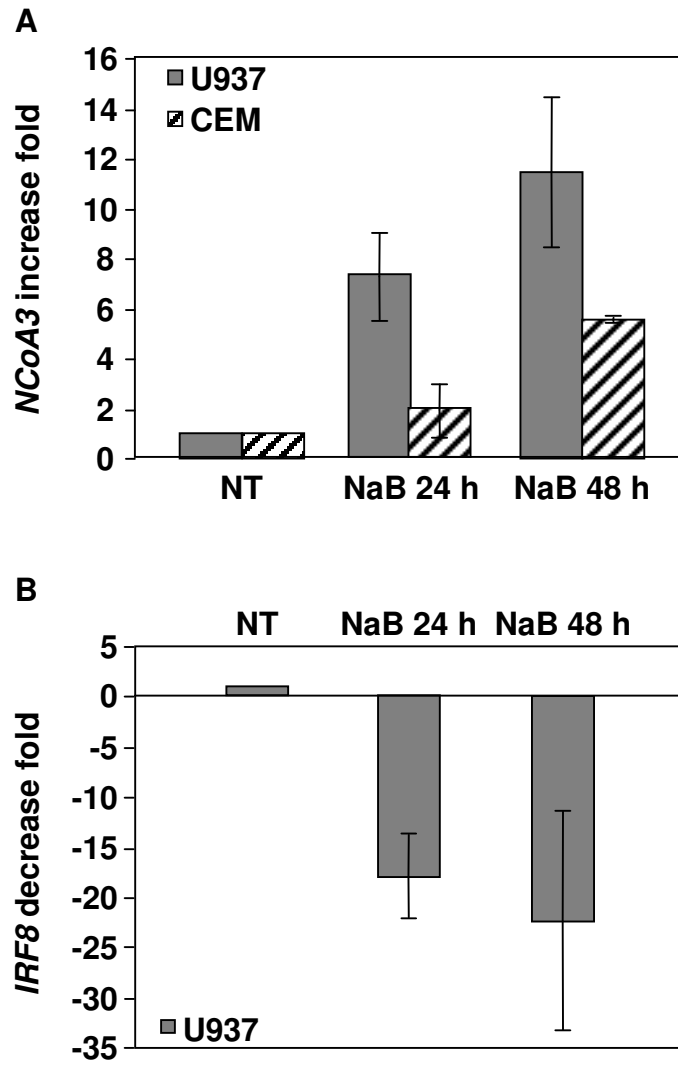 A
NCoA3 increase fold
16
14
12
10
8
6
4
2
0
U937
CEM
NT NaB 24 h NaB 48 h
B
NT NaB 24 h NaB 48 h
IRF8 decrease fold
5
0
-5
-10
-15
-20
-25
-30
-35
U937